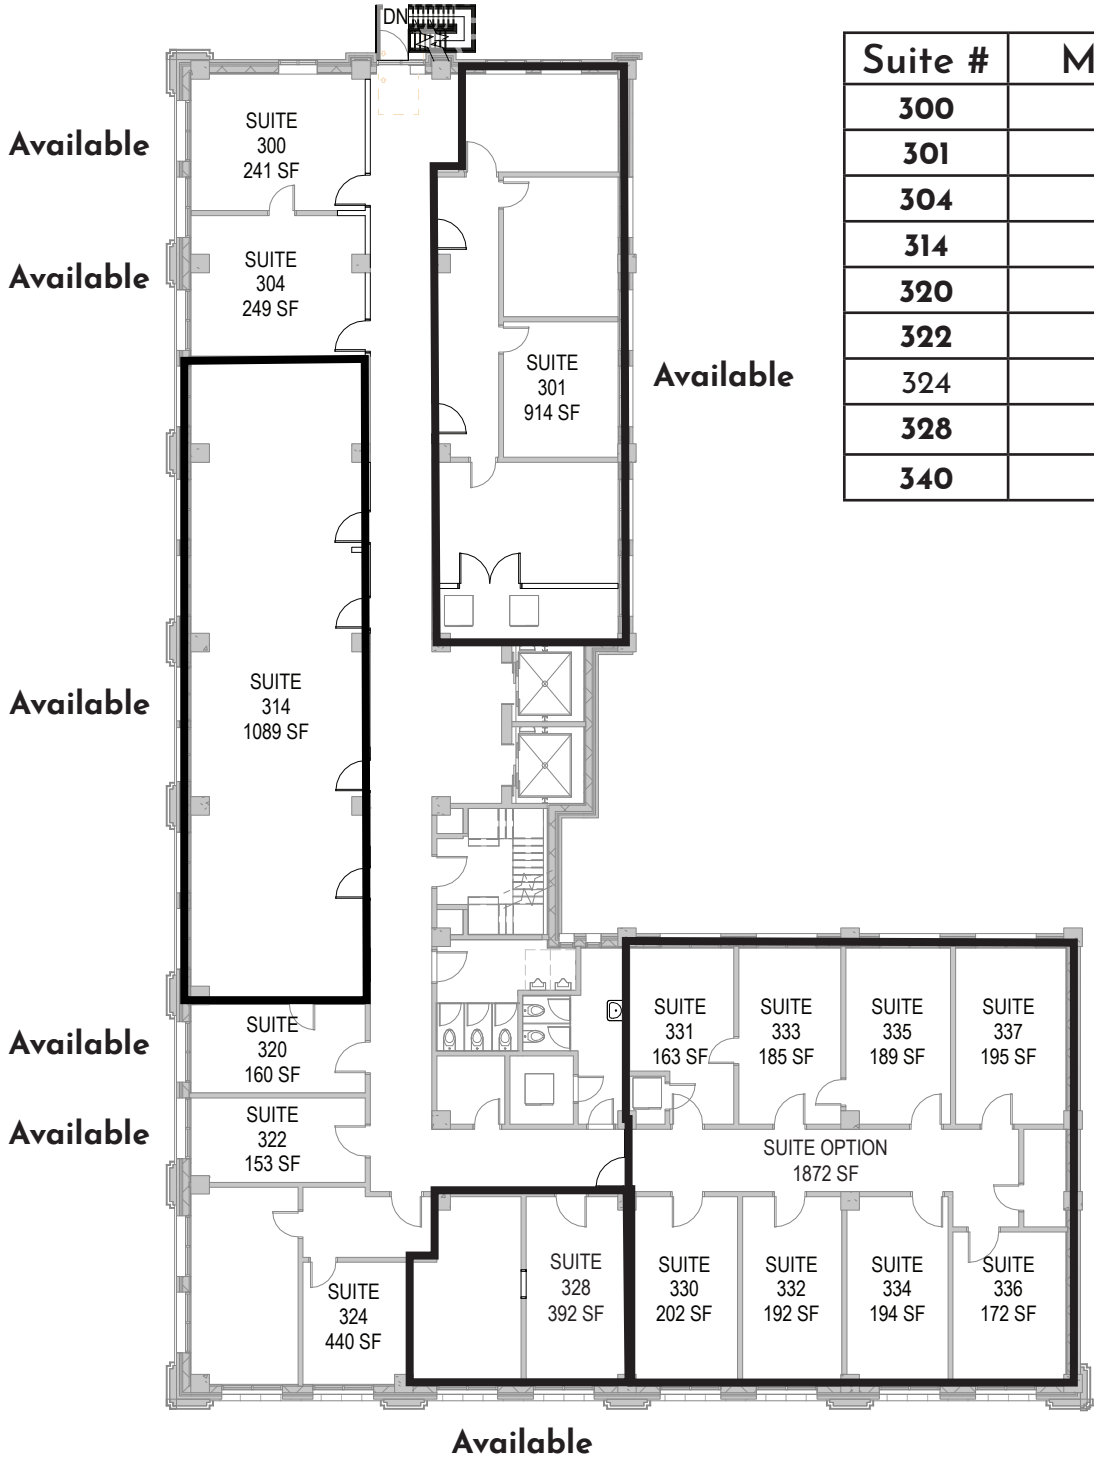 DN
Suite # M
300
301
304
314
320
322
324
328
340
Available
SUITE
300
241 SF
Available
SUITE
304
249 SF
SUITE
301
914 SF
Available
Available
SUITE
314
1089 SF
Available
SUITE
320
160 SF
Available
SUITE
322
153 SF
SUITE
331
163 SF
SUITE
333
185 SF
SUITE
335
189 SF
SUITE
337
195 SF
SUITE OPTION
1872 SF
SUITE
324
440 SF
SUITE
328
392 SF
SUITE
330
202 SF
SUITE
332
192 SF
SUITE
334
194 SF
SUITE
336
172 SF
Available